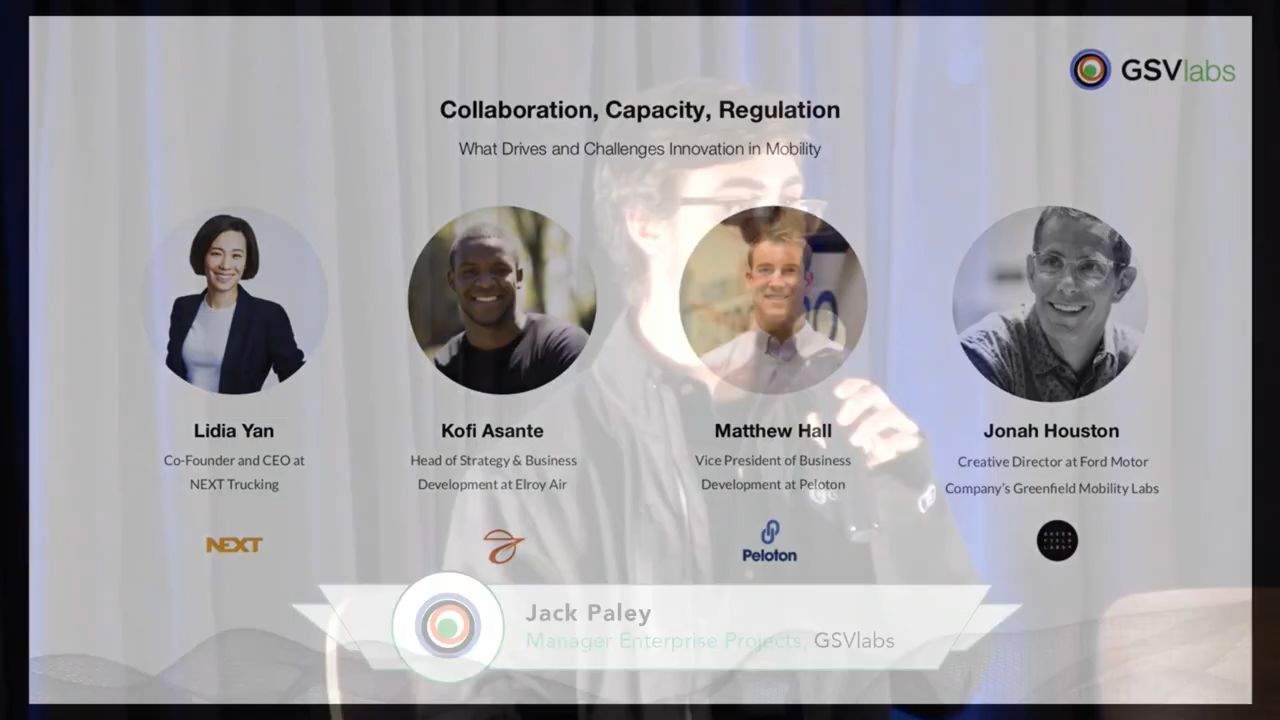 GSVlabs
Collaboration, Capacity, Regulation
What Drives and Challenges Innovation in Mobility
Lidia Yan
Co-Founder and CEO at
NEXT Trucking
NEXT
Kofi Asante
Head of Strategy & Business
Development at Elroy Air
Matthew Hall
Vice President of Business
Development at Peloton
Peloton
Jonah Houston
Creative Director at Ford Motor
Company's Greenfield Mobility Labs
GREEN
FIELD
LABS
Jack Paley
Manager Enterprise Projects, GSVlabs